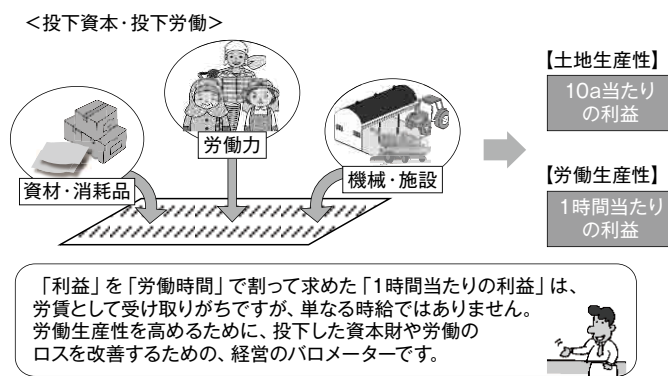 ＜投下資本・投下労働＞
労働力
資材・消耗品
機械・施設
【土地生産性】
10a当たり
の利益
【労働生産性】
1時間当たり
の利益
「利益」を「労働時間」で割って求めた「1時間当たりの利益」は、
労賃として受け取りがちですが、単なる時給ではありません。
労働生産性を高めるために、投下した資本財や労働の
ロスを改善するための、経営のバロメーターです。